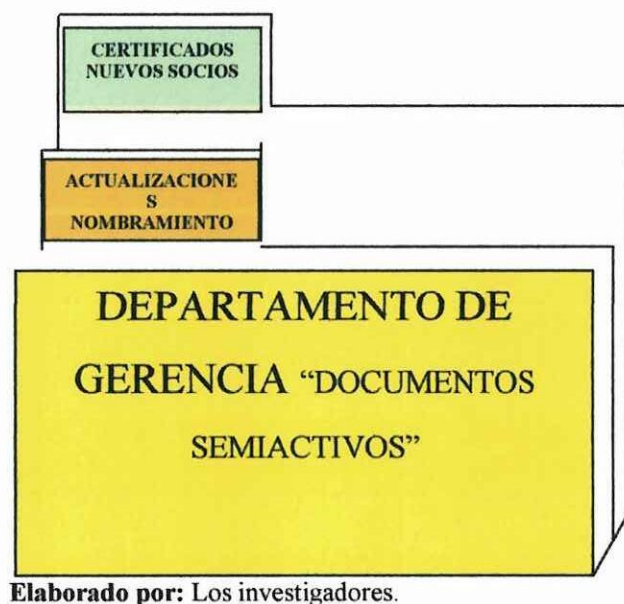 CERTIFICADOS
NUEVOS SOCIOS
ACTUALIZACIONE
S
NOMBRAMIENTO
DEPARTAMENTO DE
GERENCIA “DOCUMENTOS
SEMIACTIVOS”
Elaborado por: Los investigadores.